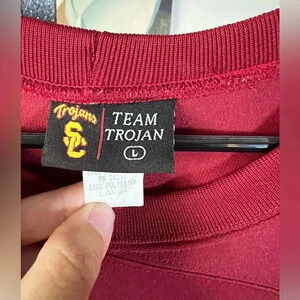 Trojans
SC
TEAM
TROJAN
L
100% POLYESTER
LARGE